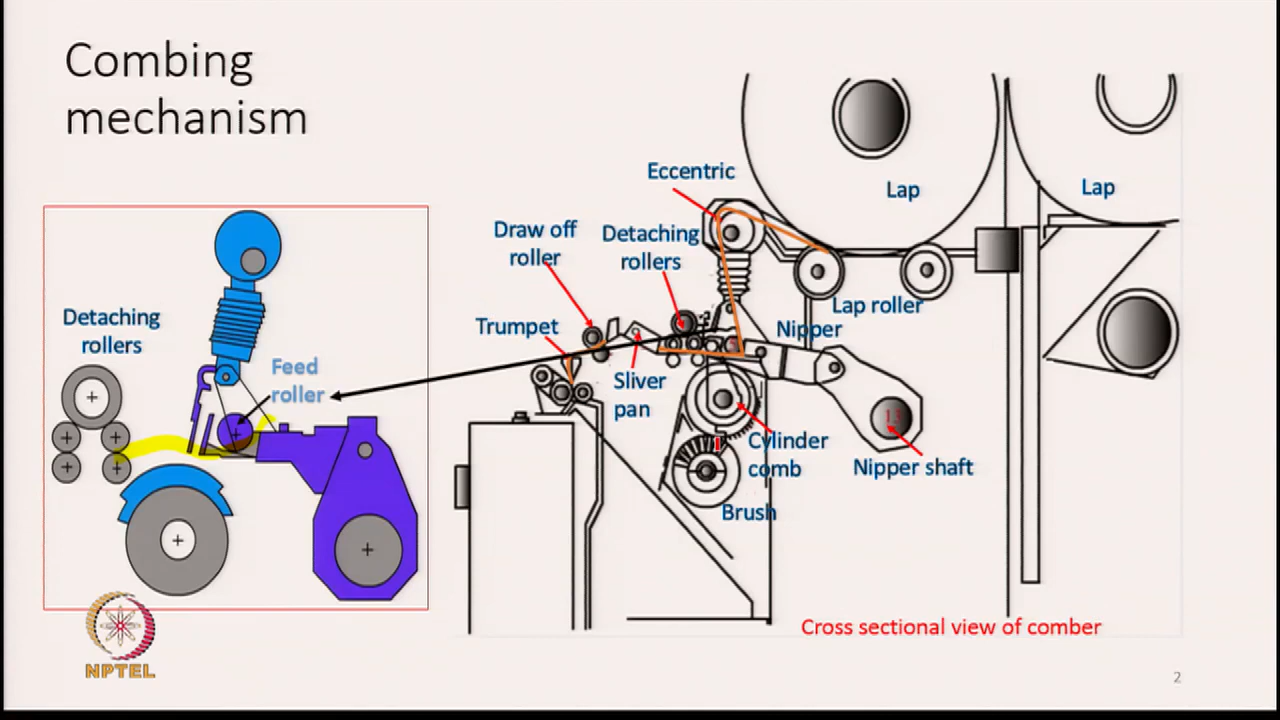 Combing
mechanism
Eccentric
Lap
Lap
Draw off
roller
Detaching
rollers
Lap roller
Trumpet
Nipper
Detaching
rollers
Feed
roller
Sliver
pan
Cylinder
comb
Nipper shaft
Brush
Cross sectional view of comber
NPTEL
2